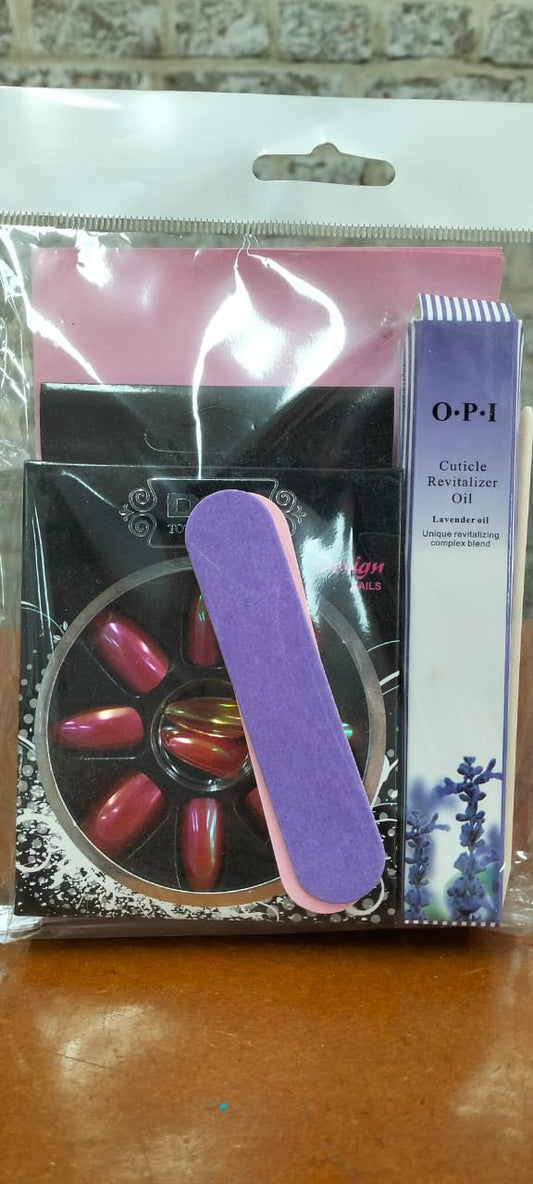 O·P·I
Cuticle
Revitalizer
Oil
Lavender oil
Unique revitalizing
complex blend